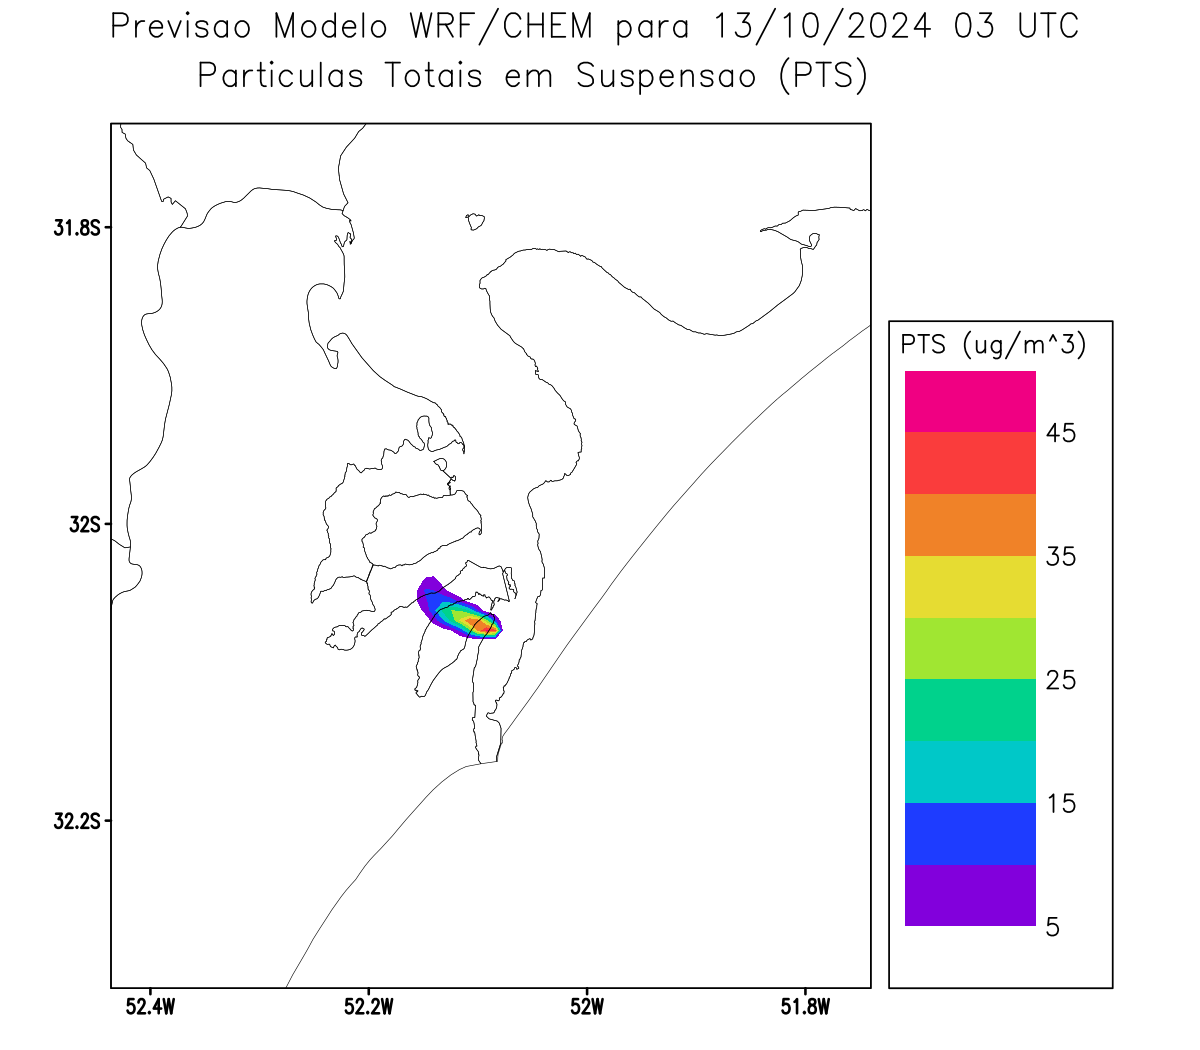 Previsao Modelo WRF/CHEM para 13/10/2024 03 UTC
Particulas Totais em Suspensao (PTS)
31.8S
32S
32.2S
52.4W
52.2W
52W
51.8W
PTS (ug/m^3)
45
35
25
15
5